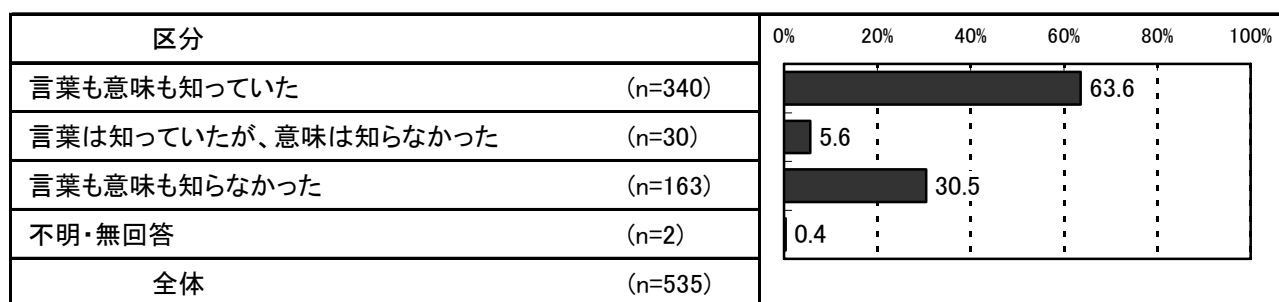 区分 0% 20% 40% 60% 80% 100%
言葉も意味も知っていた (n=340) 63.6
言葉は知っていたが、意味は知らなかった (n=30) 5.6
言葉も意味も知らなかった (n=163) 30.5
不明・無回答 (n=2) 0.4
全体 (n=535)